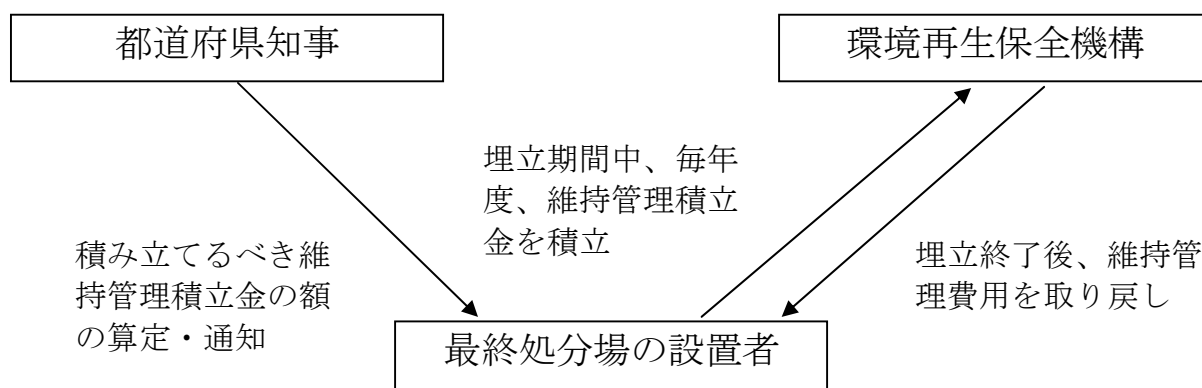 都道府県知事
環境再生保全機構
埋立期間中、毎年
度、維持管理積立
金を積立
積み立てるべき維
持管理積立金の額
の算定・通知
埋立終了後、維持管
理費用を取り戻し
最終処分場の設置者